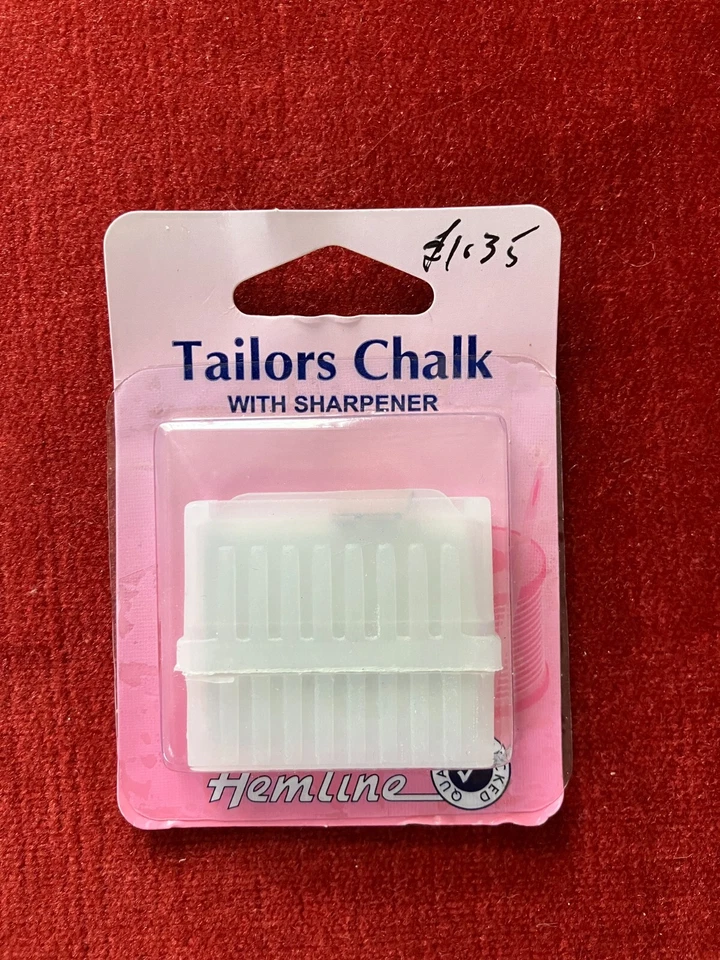 £1.35
Tailors Chalk
WITH SHARPENER
Hemline